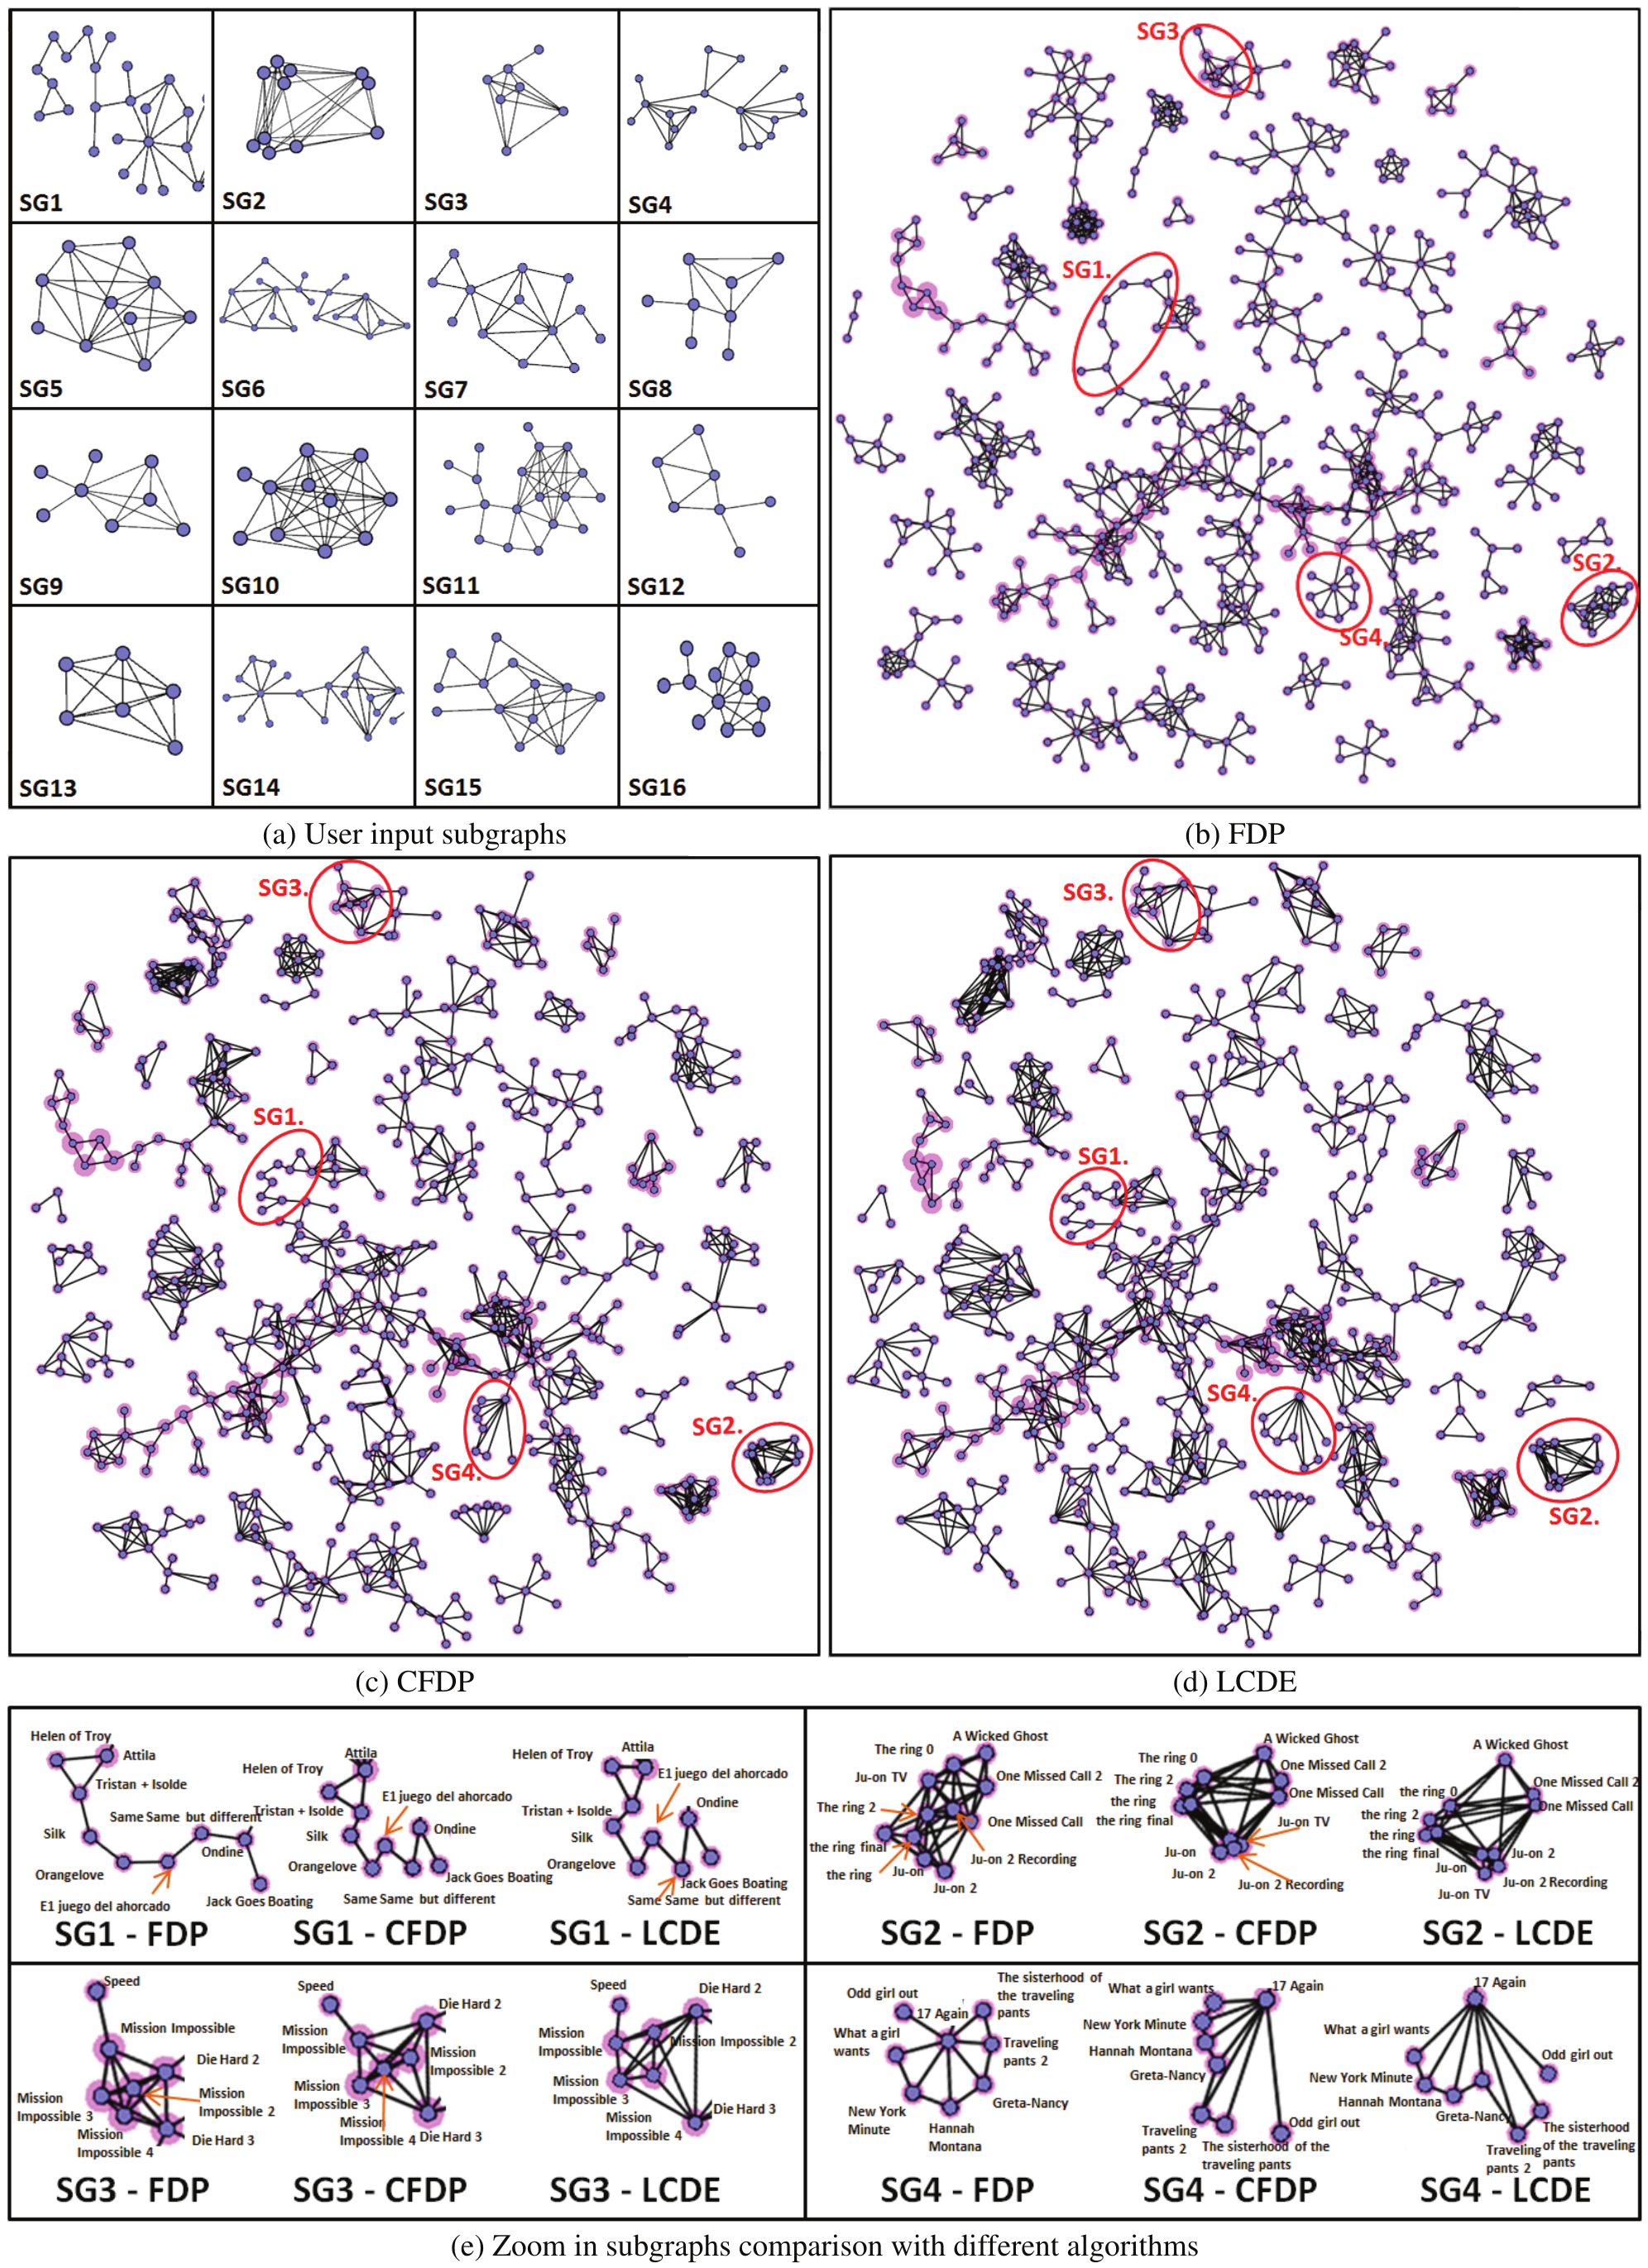 SG1
SG2
SG3
SG4
SG5
SG6
SG7
SG8
SG9
SG10
SG11
SG12
SG13
SG14
SG15
SG16
(a) User input subgraphs
SG3.
SG1.
SG2.
SG4.
(b) FDP
SG3.
SG1.
SG2.
SG4.
(c) CFDP
SG3.
SG1.
SG4.
SG2.
(d) LCDE
Helen of Troy
Attila
Tristan + Isolde
Same Same but different
Silk
Ondine
Orangelove
E1 juego del ahorcado
Jack Goes Boating
SG1 - FDP
Attila
Helen of Troy
E1 juego del ahorcado
Tristan + Isolde
Silk
Ondine
Orangelove
Jack Goes Boating
Same Same but different
SG1 - CFDP
Helen of Troy
Attila
E1 juego del ahorcado
Ondine
Tristan + Isolde
Silk
Orangelove
Jack Goes Boating
Same Same but different
SG1 - LCDE
A Wicked Ghost
The ring 0
Ju-on TV
One Missed Call 2
The ring 2
One Missed Call
the ring final
Ju-on 2 Recording
the ring
Ju-on
Ju-on 2
SG2 - FDP
A Wicked Ghost
The ring 0
One Missed Call 2
The ring 2
One Missed Call
the ring
the ring final
Ju-on TV
Ju-on
Ju-on 2
Ju-on 2 Recording
SG2 - CFDP
A Wicked Ghost
One Missed Call 2
the ring 0
One Missed Call
the ring 2
the ring
the ring final
Ju-on 2
Ju-on
Ju-on 2 Recording
Ju-on TV
SG2 - LCDE
Speed
Mission Impossible
Die Hard 2
Mission
Impossible 3
Mission
Impossible 2
Mission
Impossible 4
Die Hard 3
SG3 - FDP
Speed
Die Hard 2
Mission
Impossible
Mission
Impossible 2
Mission
Impossible 3
Mission
Impossible 4
Die Hard 3
SG3 - CFDP
Speed
Die Hard 2
Mission
Impossible
Mission Impossible 2
Mission
Impossible 3
Mission
Impossible 4
Die Hard 3
SG3 - LCDE
Odd girl out
The sisterhood of
the traveling
pants
17 Again
What a girl
wants
Traveling
pants 2
Greta-Nancy
New York
Minute
Hannah
Montana
SG4 - FDP
What a girl wants
17 Again
New York Minute
Hannah Montana
Greta-Nancy
Odd girl out
Traveling
pants 2
The sisterhood of the
traveling pants
SG4 - CFDP
17 Again
What a girl wants
Odd girl out
New York Minute
Hannah Montana
Greta-Nancy
The sisterhood
of the traveling
pants
Traveling
pants 2
SG4 - LCDE
(e) Zoom in subgraphs comparison with different algorithms